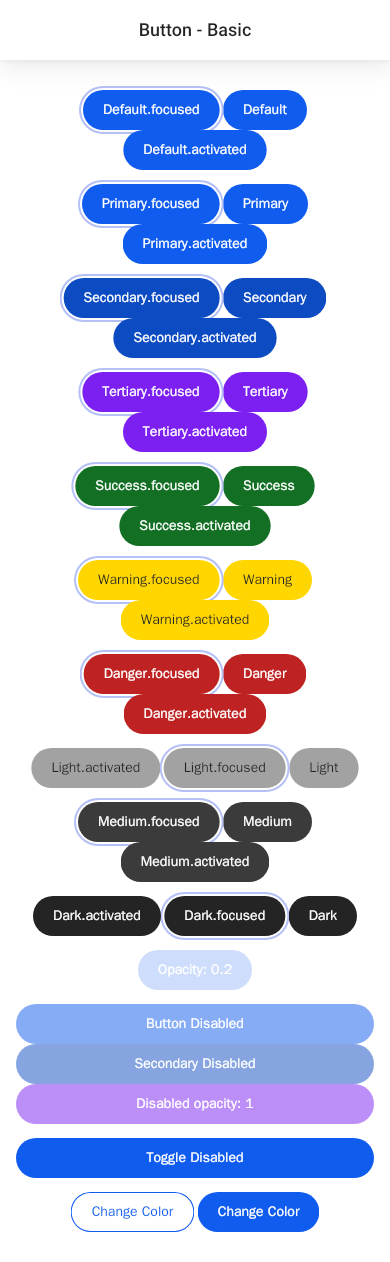 Button - Basic
Default.focused Default
Default.activated
Primary.focused Primary
Primary.activated
Secondary.focused Secondary
Secondary.activated
Tertiary.focused Tertiary
Tertiary.activated
Success.focused Success
Success.activated
Warning.focused Warning
Warning.activated
Danger.focused Danger
Danger.activated
Light.activated Light.focused Light
Medium.focused Medium
Medium.activated
Dark.activated Dark.focused Dark
Opacity: 0.2
Button Disabled
Secondary Disabled
Disabled opacity: 1
Toggle Disabled
Change Color Change Color